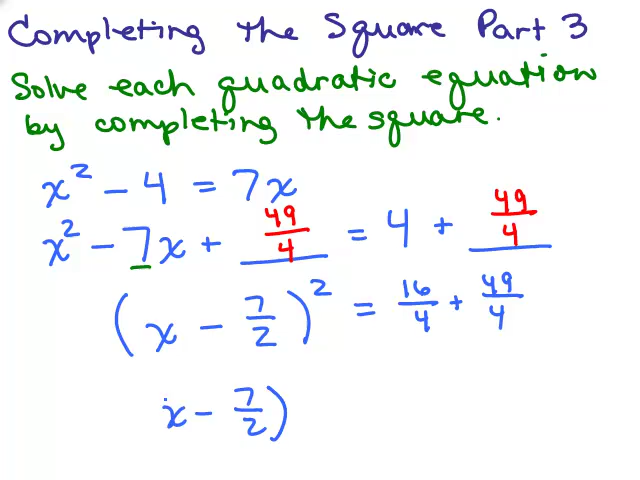 Completing the Square Part 3
Solve each quadratic equation
by completing the square.
x² - 4 = 7x
x² - 7x + 49/4 = 4 + 49/4
(x - 7/2)² = 16/4 + 49/4
x - 7/2)